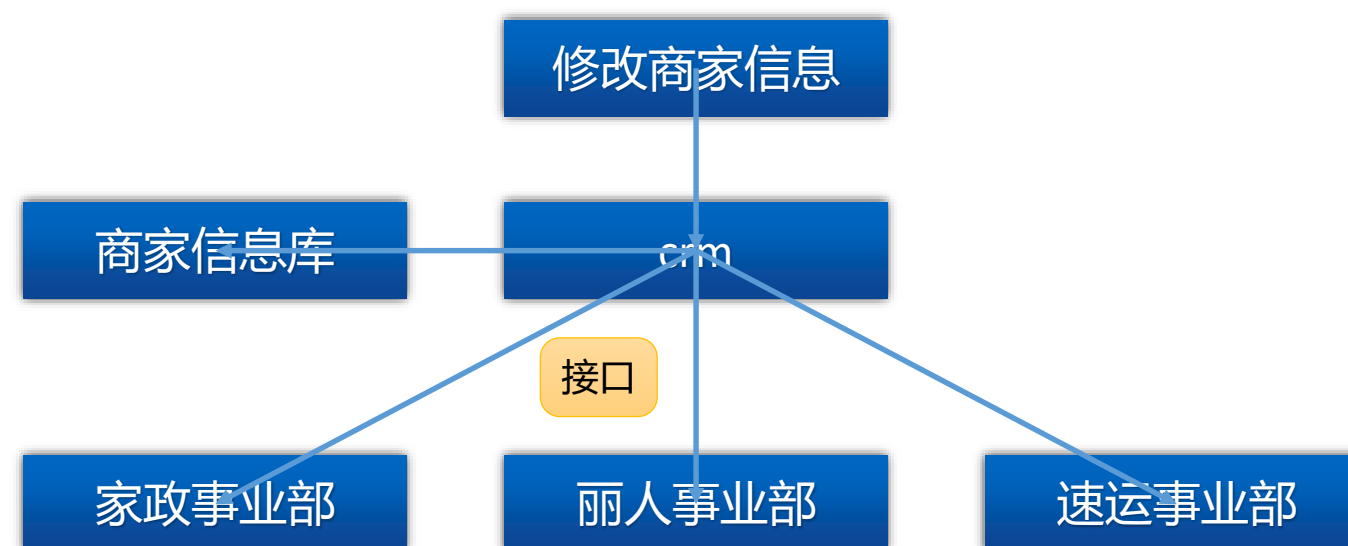 修改商家信息
商家信息库
crm
接口
家政事业部
丽人事业部
速运事业部